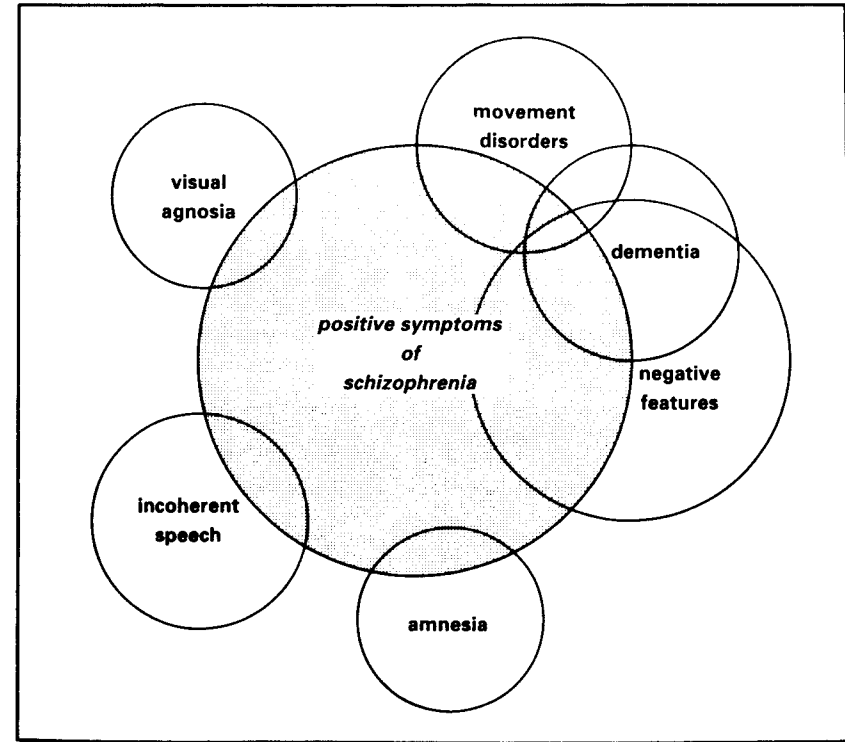 movement
disorders
visual
agnosia
dementia
positive symptoms
of
schizophrenia
negative
features
incoherent
speech
amnesia